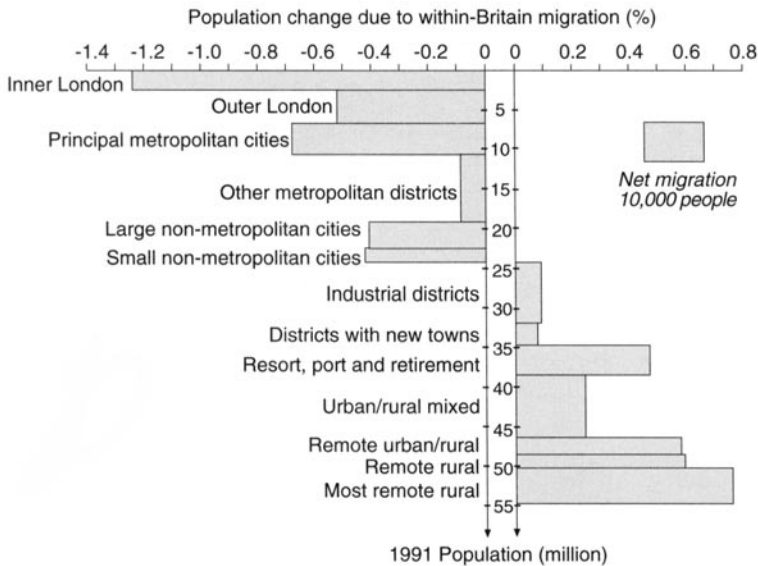 Population change due to within-Britain migration (%)
-1.4 -1.2 -1.0 -0.8 -0.6 -0.4 -0.2 0 0 0.2 0.4 0.6 0.8
Inner London
Outer London
5
Principal metropolitan cities
10
Net migration
10,000 people
Other metropolitan districts
15
Large non-metropolitan cities
20
Small non-metropolitan cities
25
Industrial districts
30
Districts with new towns
35
Resort, port and retirement
40
Urban/rural mixed
45
Remote urban/rural
Remote rural
50
Most remote rural
55
1991 Population (million)